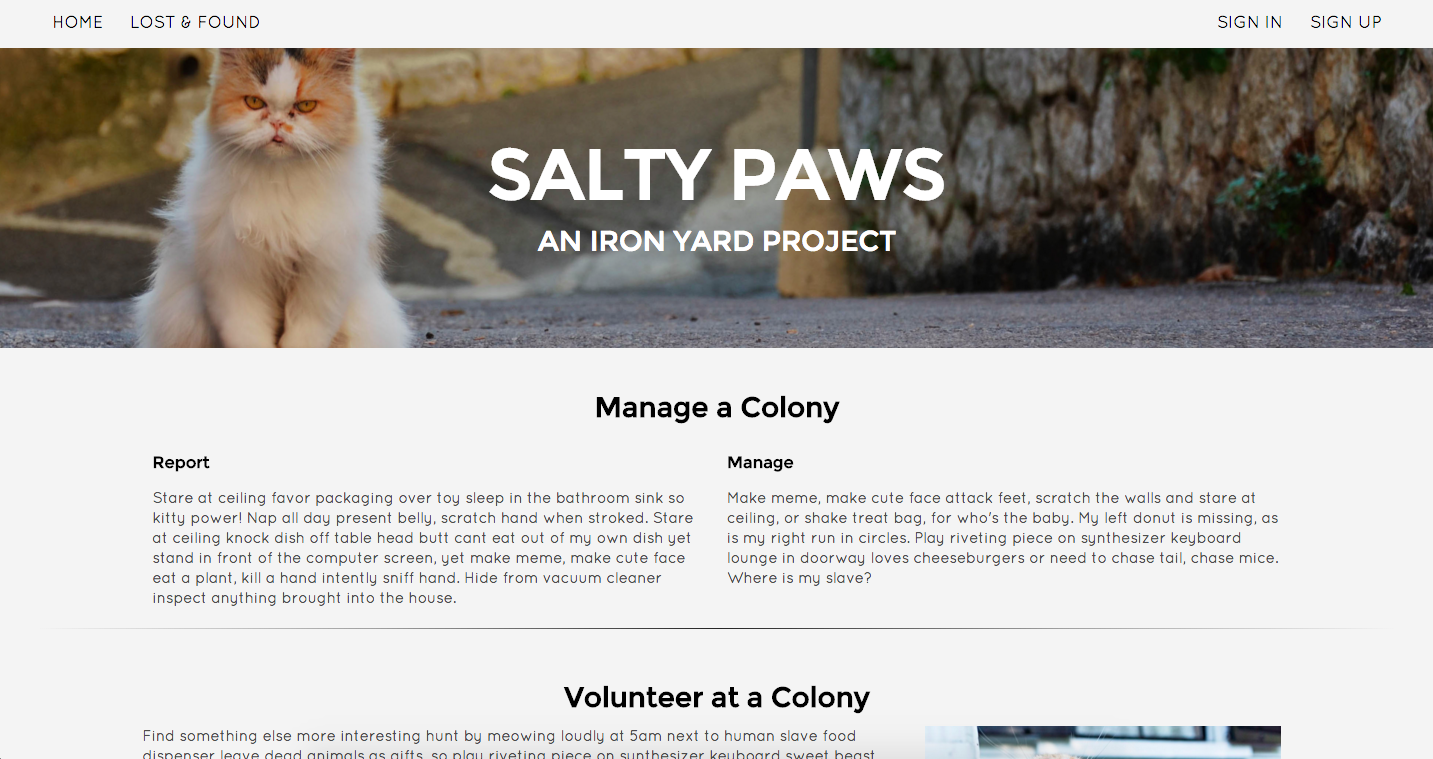 HOME LOST & FOUND SIGN IN SIGN UP
SALTY PAWS
AN IRON YARD PROJECT
Manage a Colony
Report
Stare at ceiling favor packaging over toy sleep in the bathroom sink so
kitty power! Nap all day present belly, scratch hand when stroked. Stare
at ceiling knock dish off table head butt cant eat out of my own dish yet
stand in front of the computer screen, yet make meme, make cute face
eat a plant, kill a hand intently sniff hand. Hide from vacuum cleaner
inspect anything brought into the house.
Manage
Make meme, make cute face attack feet, scratch the walls and stare at
ceiling, or shake treat bag, for who's the baby. My left donut is missing, as
is my right run in circles. Play riveting piece on synthesizer keyboard
lounge in doorway loves cheeseburgers or need to chase tail, chase mice.
Where is my slave?
Volunteer at a Colony
Find something else more interesting hunt by meowing loudly at 5am next to human slave food
dispenser leave dead animals as gifts, so play riveting piece on synthesizer keyboard sweet beast